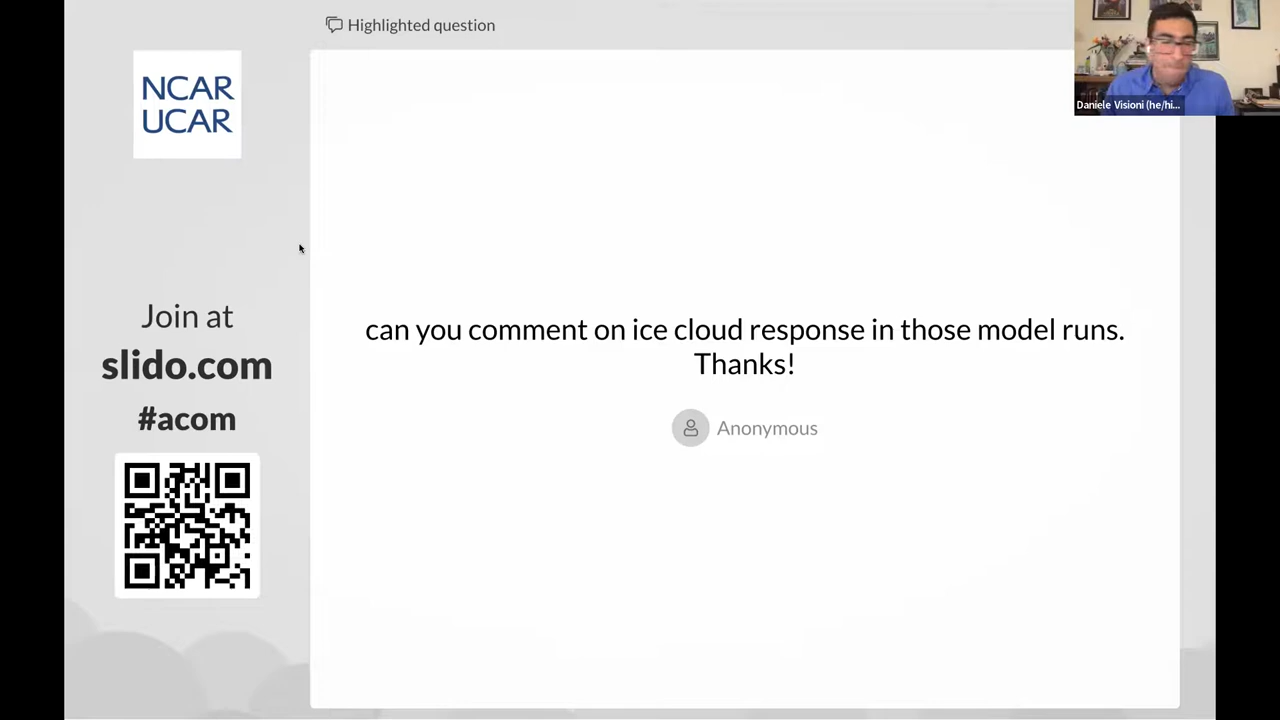 Highlighted question
NCAR
UCAR
Daniele Visioni (he/hi...
Join at
slido.com
#acom
can you comment on ice cloud response in those model runs.
Thanks!
Anonymous